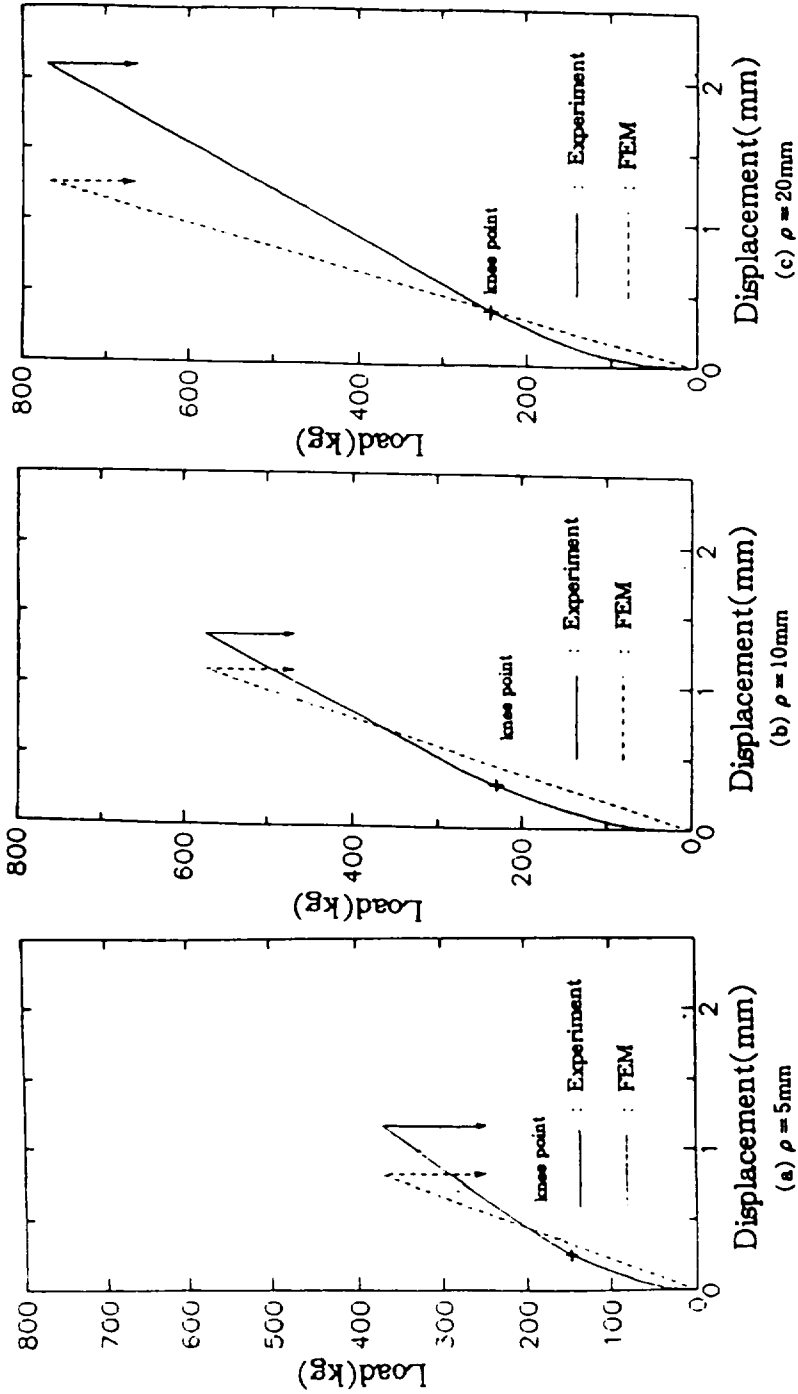 800
700
600
500
400
300
200
100
0
Load(kg)
knee point
: Experiment
: FEM
0
1
2
Displacement(mm)
(a) ρ = 5mm
800
600
400
200
0
Load(kg)
knee point
: Experiment
: FEM
0
1
2
Displacement(mm)
(b) ρ = 10mm
800
600
400
200
0
Load(kg)
knee point
: Experiment
: FEM
0
1
2
Displacement(mm)
(c) ρ = 20mm